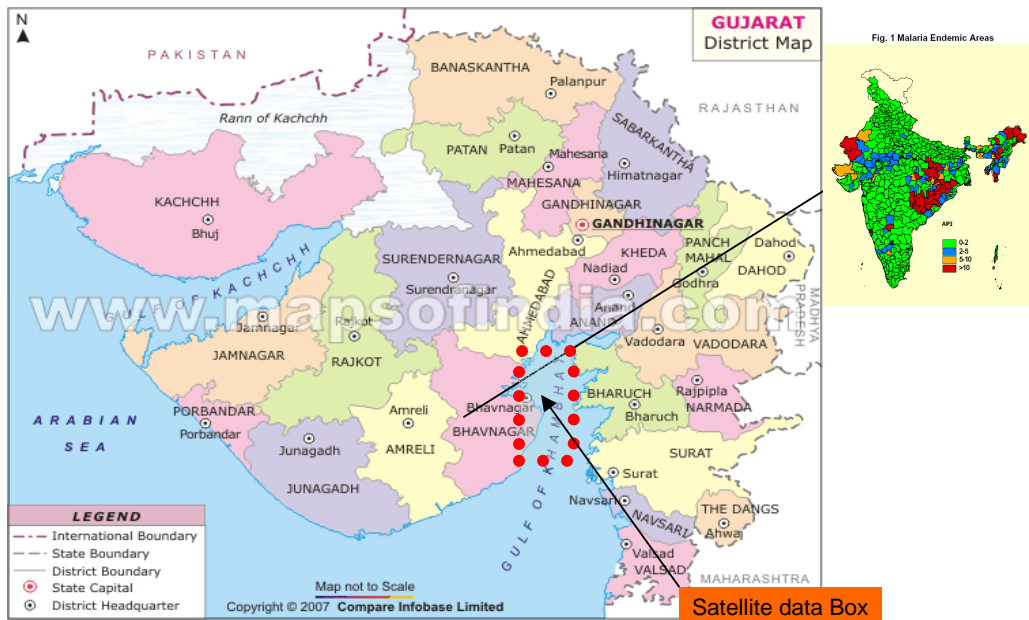 N
GUJARAT
District Map
PAKISTAN
BANASKANTHA
Palanpur
RAJASTHAN
Rann of Kachchh
SABARKANTHA
PATAN
Patan
Mahesana
Himatnagar
MAHESANA
KACHCHH
GANDHINAGAR
Bhuj
GANDHINAGAR
Ahmedabad
KHEDA
PANCH
MAHAL
Dahod
DAHOD
SURENDERNAGAR
Nadiad
Godhra
GULF OF KACHCHH
Surendranagar
AHMEDABAD
Anand
ANAND
MADHYA
PRADESH
www.mapsofindia.com
Jamnagar
Rajkot
Vadodara
VADODARA
JAMNAGAR
RAJKOT
BHARUCH
Rajpipla
NARMADA
PORBANDAR
Porbandar
Amreli
Bhavnagar
Bharuch
ARABIAN
SEA
BHAVNAGAR
GULF OF KHAMBHAT
Junagadh
AMRELI
SURAT
Surat
JUNAGADH
Navsari
NAVSARI
THE DANGS
Ahwa
Valsad
VALSAD
MAHARASHTRA
LEGEND
International Boundary
State Boundary
District Boundary
State Capital
District Headquarter
Map not to Scale
Copyright © 2007 Compare Infobase Limited
Satellite data Box
Fig. 1 Malaria Endemic Areas
API
0-2
2-5
5-10
>10